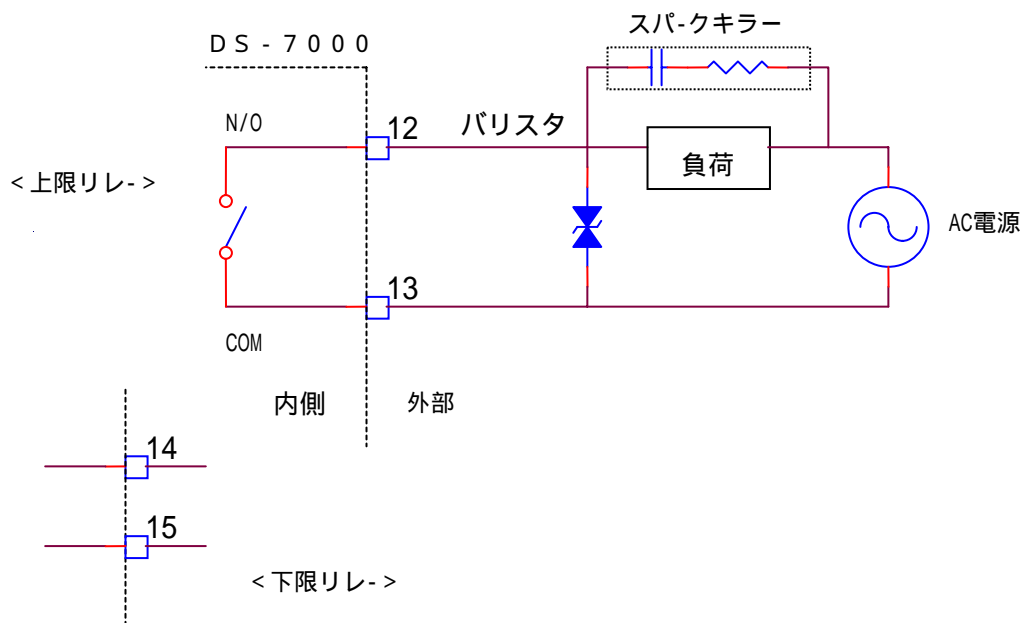 スパ-クキラー
DS-7000
N/O
12
バリスタ
負荷
<上限リレ->
AC電源
13
COM
内側
外部
14
15
<下限リレ->